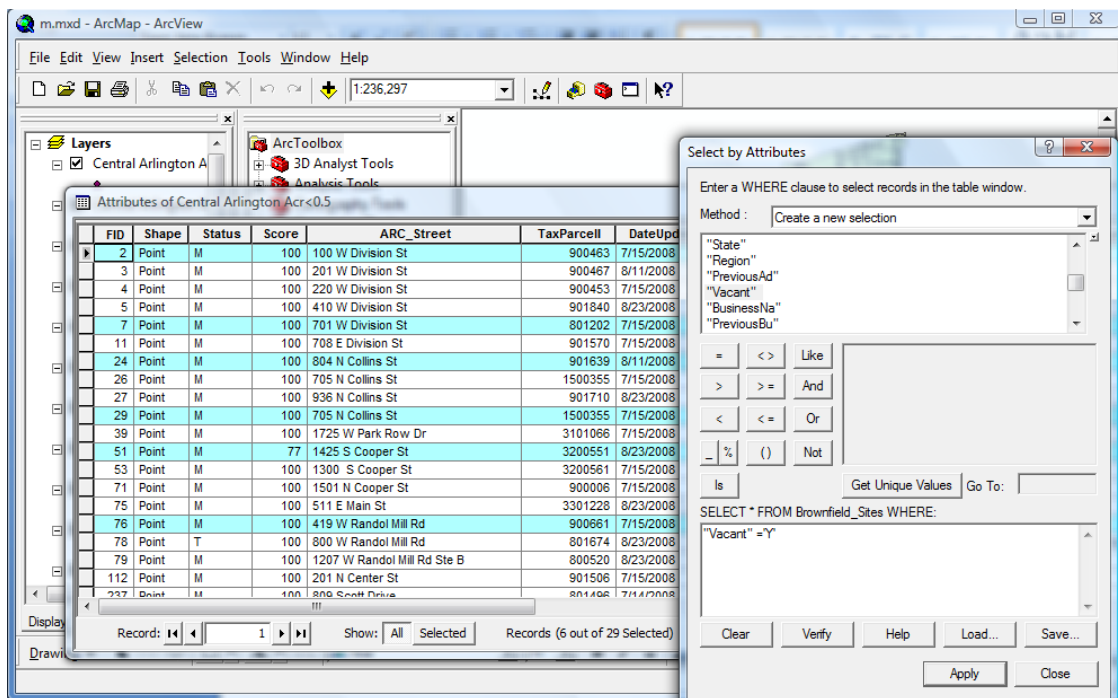 m.mxd - ArcMap - ArcView
File Edit View Insert Selection Tools Window Help
1:236,297
Layers
Central Arlington A
ArcToolbox
3D Analyst Tools
Analysis Tools
Attributes of Central Arlington Acr<0.5
FID Shape Status Score ARC_Street TaxParcell DateUpd
2 Point M 100 100 W Division St 900463 7/15/2008
3 Point M 100 201 W Division St 900467 8/11/2008
4 Point M 100 220 W Division St 900453 7/15/2008
5 Point M 100 410 W Division St 901840 8/23/2008
7 Point M 100 701 W Division St 801202 7/15/2008
11 Point M 100 708 E Division St 901570 7/15/2008
24 Point M 100 804 N Collins St 901639 8/11/2008
26 Point M 100 705 N Collins St 1500355 7/15/2008
27 Point M 100 936 N Collins St 901710 8/23/2008
29 Point M 100 705 N Collins St 1500355 7/15/2008
39 Point M 100 1725 W Park Row Dr 3101066 7/15/2008
51 Point M 77 1425 S Cooper St 3200551 8/23/2008
53 Point M 100 1300 S Cooper St 3200561 7/15/2008
71 Point M 100 1501 N Cooper St 900006 7/15/2008
75 Point M 100 511 E Main St 3301228 8/23/2008
76 Point M 100 419 W Randol Mill Rd 900661 7/15/2008
78 Point T 100 800 W Randol Mill Rd 801674 8/23/2008
79 Point M 100 1207 W Randol Mill Rd Ste B 800520 8/23/2008
112 Point M 100 201 N Center St 901506 7/15/2008
237 Point M 100 809 Scott Drive 801496 7/14/2008
Record: 1 Show: All Selected Records (6 out of 29 Selected)
Display
Drawing
Select by Attributes
Enter a WHERE clause to select records in the table window.
Method : Create a new selection
"State"
"Region"
"PreviousAd"
"Vacant"
"BusinessNa"
"PreviousBu"
= < > Like
> > = And
< < = Or
_ % ( ) Not
Is Get Unique Values Go To:
SELECT * FROM Brownfield_Sites WHERE:
"Vacant" ='Y'
Clear Verify Help Load... Save...
Apply Close